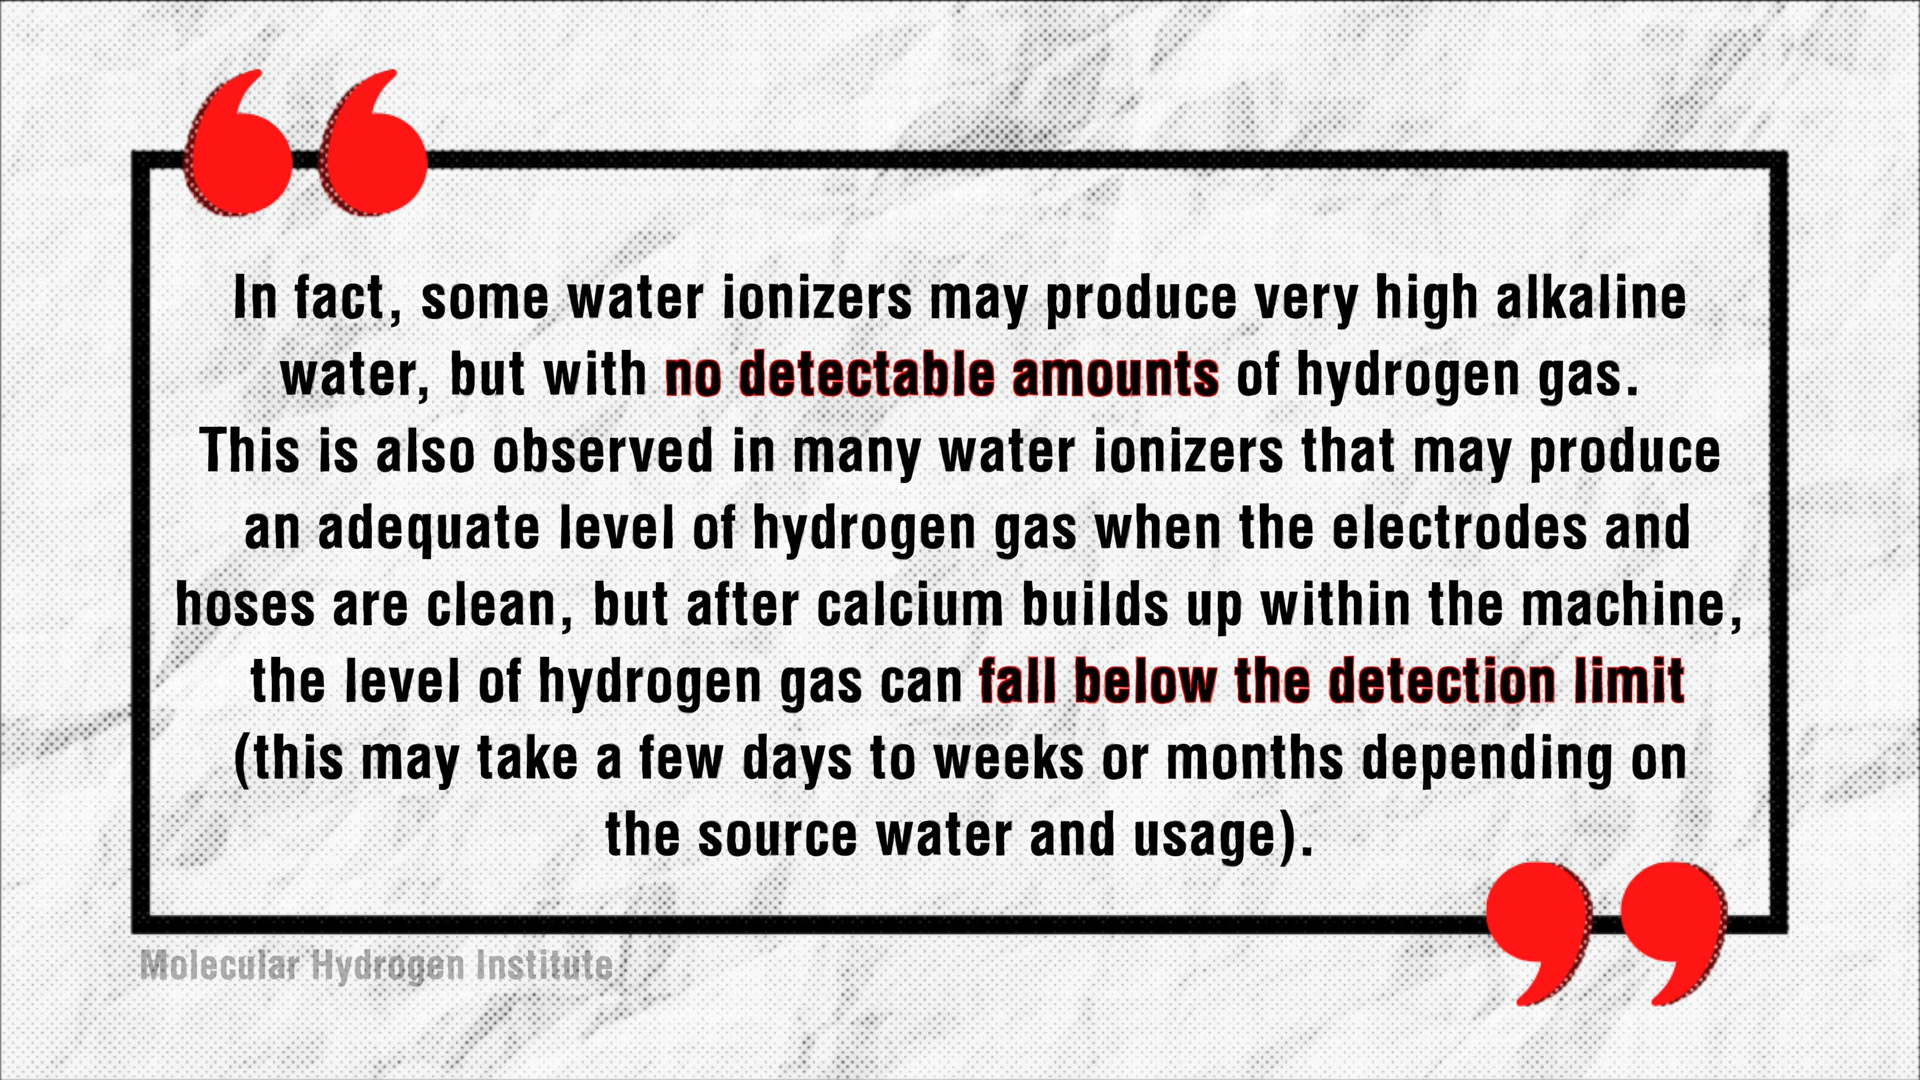 In fact, some water ionizers may produce very high alkaline
water, but with no detectable amounts of hydrogen gas.
This is also observed in many water ionizers that may produce
an adequate level of hydrogen gas when the electrodes and
hoses are clean, but after calcium builds up within the machine,
the level of hydrogen gas can fall below the detection limit
(this may take a few days to weeks or months depending on
the source water and usage).
Molecular Hydrogen Institute